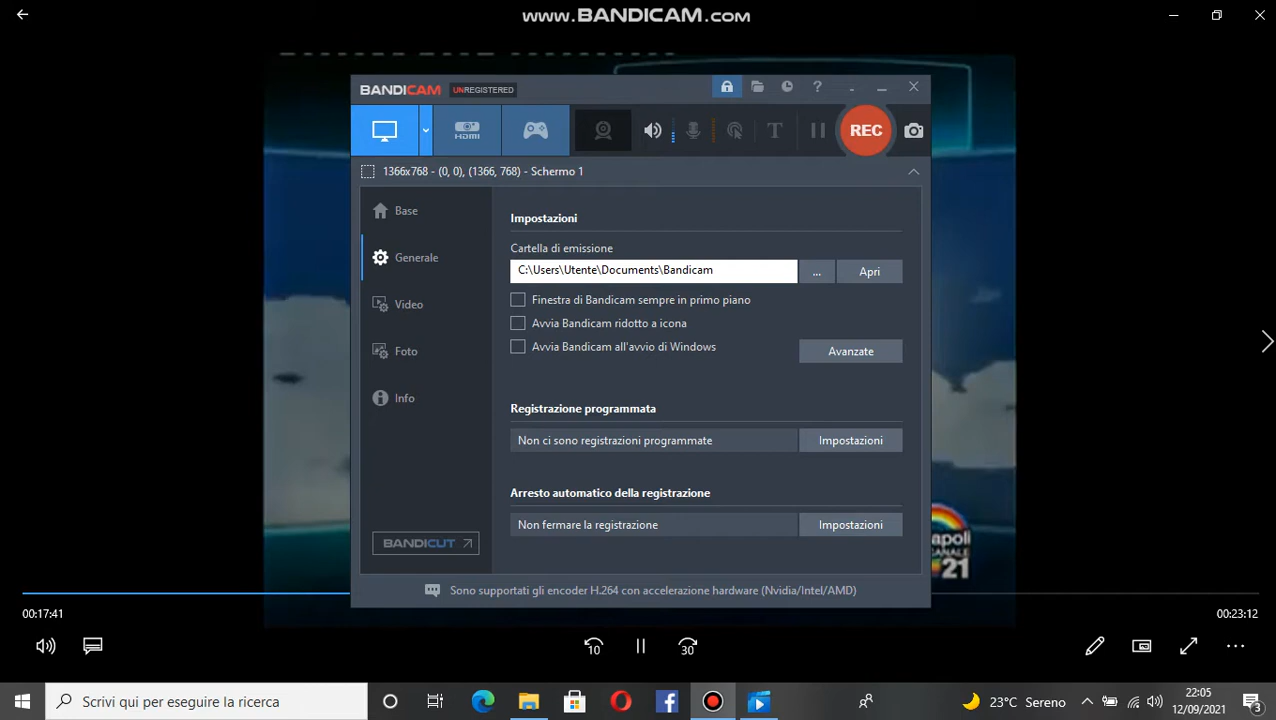 www.BANDICAM.com
BANDICAM UNREGISTERED
?
HDMI
T
REC
1366x768 - (0, 0), (1366, 768) - Schermo 1
Base
Generale
Video
Foto
Info
BANDICUT
Impostazioni
Cartella di emissione
C:\Users\Utente\Documents\Bandicam
...
Apri
Finestra di Bandicam sempre in primo piano
Avvia Bandicam ridotto a icona
Avvia Bandicam all'avvio di Windows
Avanzate
Registrazione programmata
Non ci sono registrazioni programmate
Impostazioni
Arresto automatico della registrazione
Non fermare la registrazione
Impostazioni
Sono supportati gli encoder H.264 con accelerazione hardware (Nvidia/Intel/AMD)
apoli
CANALE
21
00:17:41
00:23:12
10
30
Scrivi qui per eseguire la ricerca
23°C Sereno
22:05
12/09/2021
3